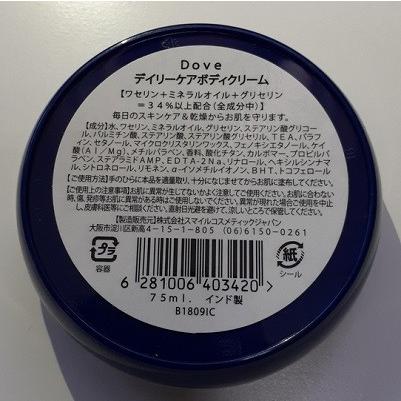 Dove
デイリーケアボディクリーム
【ワセリン+ミネラルオイル+グリセリン
=34%以上配合(全成分中)】
毎日のスキンケア&乾燥からお肌を守ります。
【成分】水、ワセリン、ミネラルオイル、グリセリン、ステアリン酸グリコー
ル、パルミチン酸、ステアリン酸、ステアリン酸グリセリル、TEA、パラフ
ィン、セタノール、マイクロクリスタリンワックス、フェノキシエタノール、ケイ
酸(Al/Mg)、メチルパラベン、香料、酸化チタン、カルボマー、プロピルパ
ラベン、ステアラミドAMP、EDTA-2Na、リナロール、ヘキシルシンナマ
ル、シトロネロール、リモネン、α-イソメチルイオノン、BHT、トコフェロール
【ご使用方法】手のひらに本品を適量取り、十分になじませてからお肌に塗布してください。
【ご使用上の注意事項】お肌に異常が生じてないかよく注意して、ご使用ください。お肌に合わない
時、傷、発疹等お肌に異常がある時はご使用にならないでください。異常が現れた場合はご使用を中止
し、皮膚科医等にご相談ください。直射日光避けて、涼しいところで保管してください。
【製造販売元】株式会社スマイルコスメティックジャパン
大阪市淀川区新高4-15-1-805 (06)6150-0261
プラ
容器
紙
シール
6 281006 403420 >
75ml. インド製
B1809IC